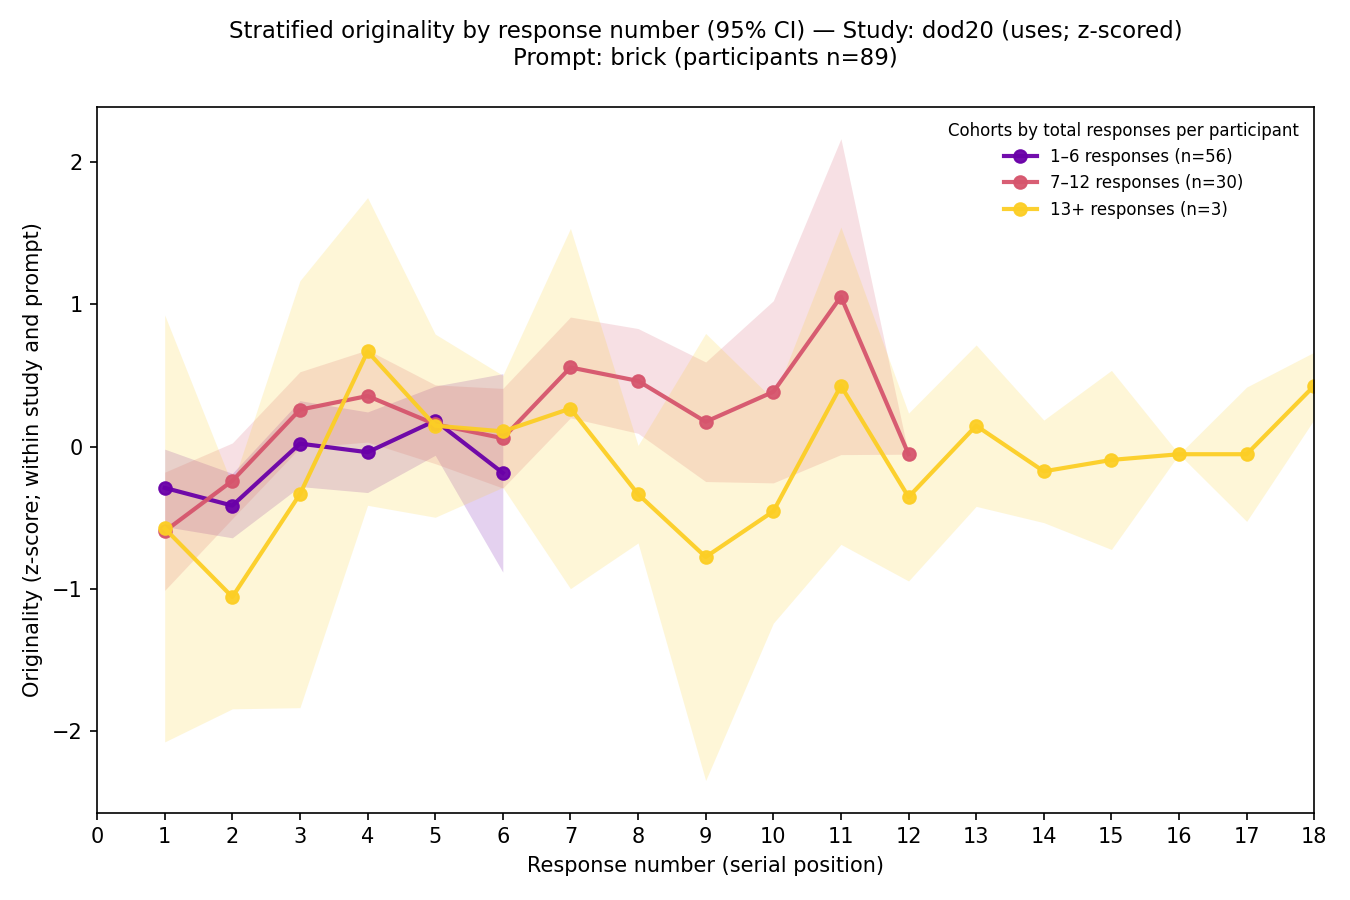 Stratified originality by response number (95% CI) — Study: dod20 (uses; z-scored)
Prompt: brick (participants n=89)
Cohorts by total responses per participant
1–6 responses (n=56)
7–12 responses (n=30)
13+ responses (n=3)
Originality (z-score; within study and prompt)
2
1
0
−1
−2
0 1 2 3 4 5 6 7 8 9 10 11 12 13 14 15 16 17 18
Response number (serial position)